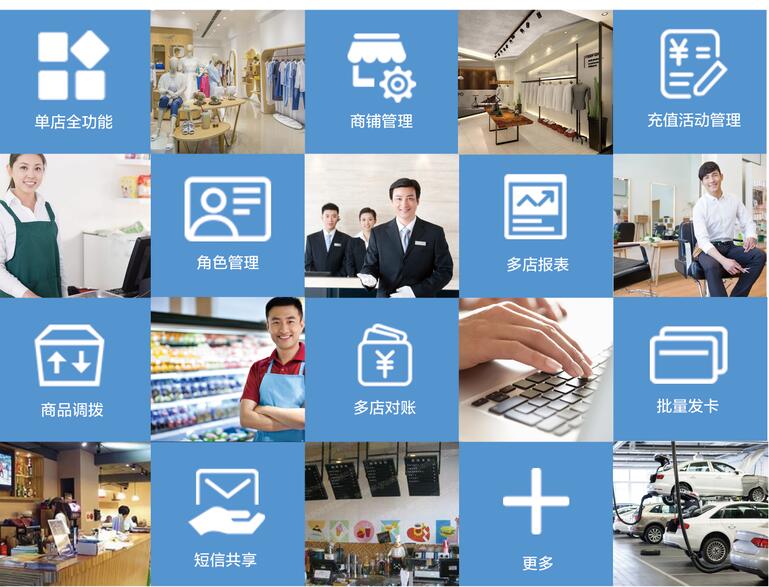 单店全功能
商铺管理
充值活动管理
角色管理
多店报表
商品调拨
多店对账
批量发卡
短信共享
更多